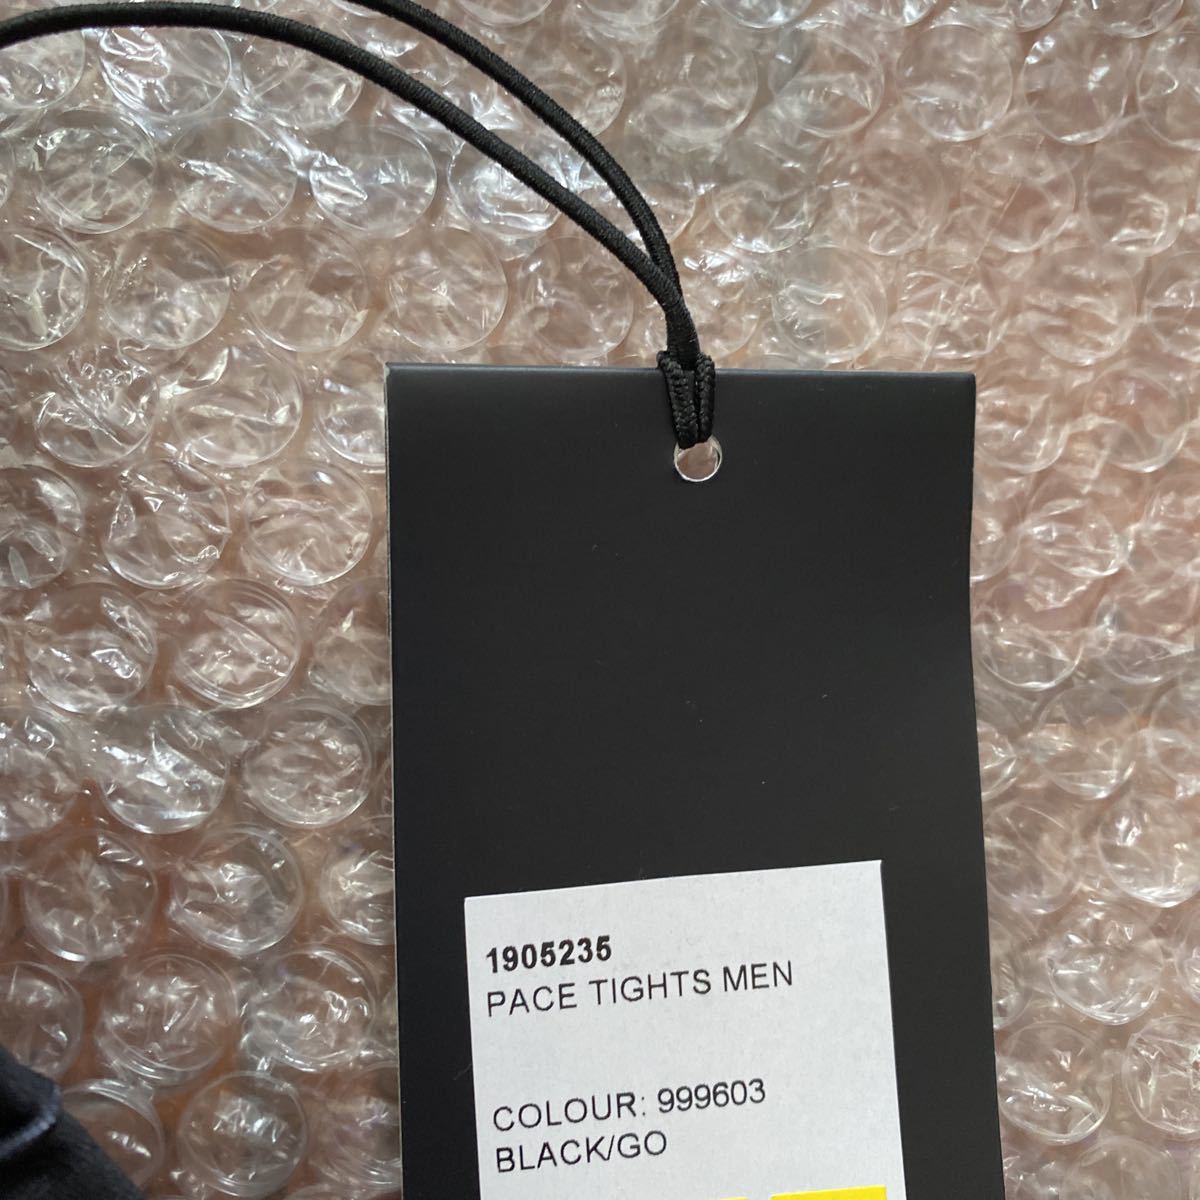 1905235
PACE TIGHTS MEN
COLOUR: 999603
BLACK/GO